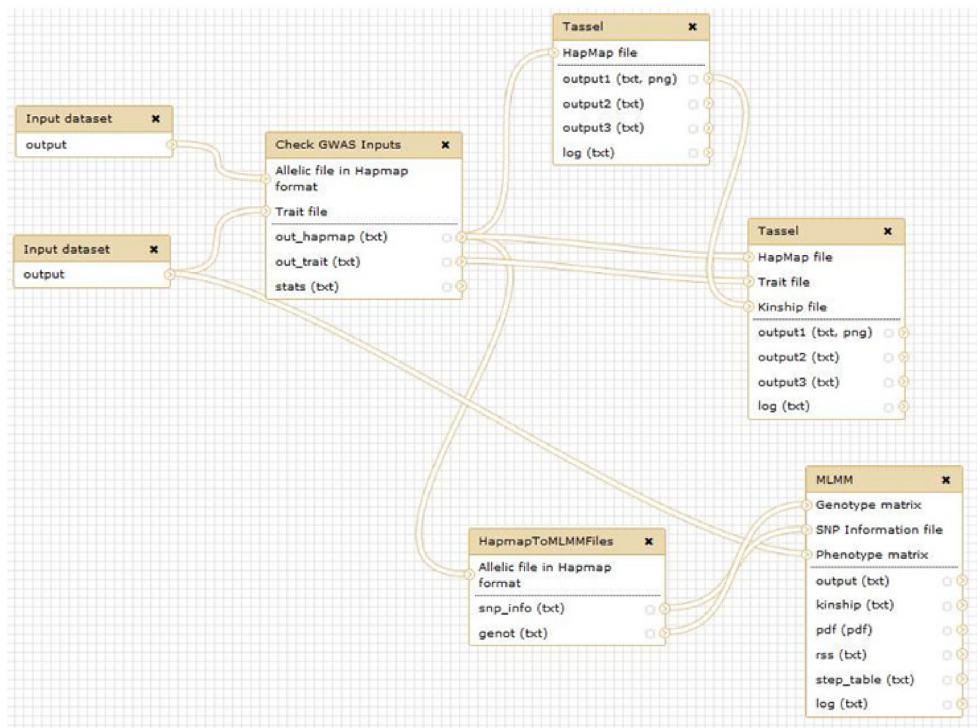 Tassel
HapMap file
output1 (txt, png)
output2 (txt)
output3 (txt)
log (txt)
Input dataset
output
Check GWAS Inputs
Allelic file in Hapmap
format
Trait file
out_hapmap (txt)
out_trait (txt)
stats (txt)
Input dataset
output
Tassel
HapMap file
Trait file
Kinship file
output1 (txt, png)
output2 (txt)
output3 (txt)
log (txt)
HapmapToMLMMFiles
Allelic file in Hapmap
format
snp_info (txt)
genot (txt)
MLMM
Genotype matrix
SNP Information file
Phenotype matrix
output (txt)
kinship (txt)
pdf (pdf)
rss (txt)
step_table (txt)
log (txt)